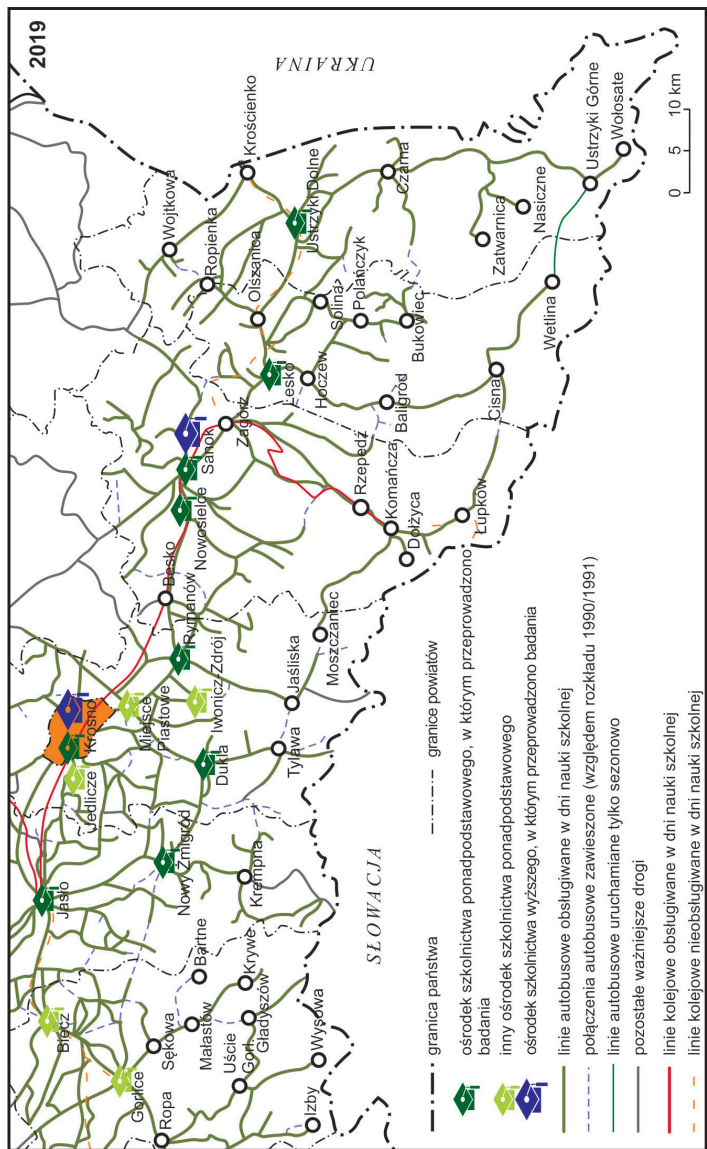 2019
UKRAINA
SŁOWACJA
Biecz
Jasło
Jedlicze
Krosno
Gorlice
Miejsce
Piastowe
Besko
Rymanów
Nowosielce
Sanok
Wojtkowa
Ropa
Sękowa
Nowy Żmigród
Bartne
Małastów
Dukla
Iwonicz-Zdrój
Zagórz
Ropienka
Krościenko
Uście
Gorl.
Krywe
Gładyszów
Krempna
Tylawa
Jaśliska
Lesko
Olszanica
Ustrzyki Dolne
Izby
Wysowa
Moszczaniec
Hoczew
Solina
Rzepedź
Polańczyk
Komańcza
Dołżyca
Baligród
Bukowiec
Czarna
Łupków
Cisna
Zatwarnica
Nasiczne
Wetlina
Ustrzyki Górne
Wołosate
granica państwa
granice powiatów
ośrodek szkolnictwa ponadpodstawowego, w którym przeprowadzono
badania
inny ośrodek szkolnictwa ponadpodstawowego
ośrodek szkolnictwa wyższego, w którym przeprowadzono badania
linie autobusowe obsługiwane w dni nauki szkolnej
połączenia autobusowe zawieszone (względem rozkładu 1990/1991)
linie autobusowe uruchamiane tylko sezonowo
pozostałe ważniejsze drogi
linie kolejowe obsługiwane w dni nauki szkolnej
linie kolejowe nieobsługiwane w dni nauki szkolnej
0 5 10 km